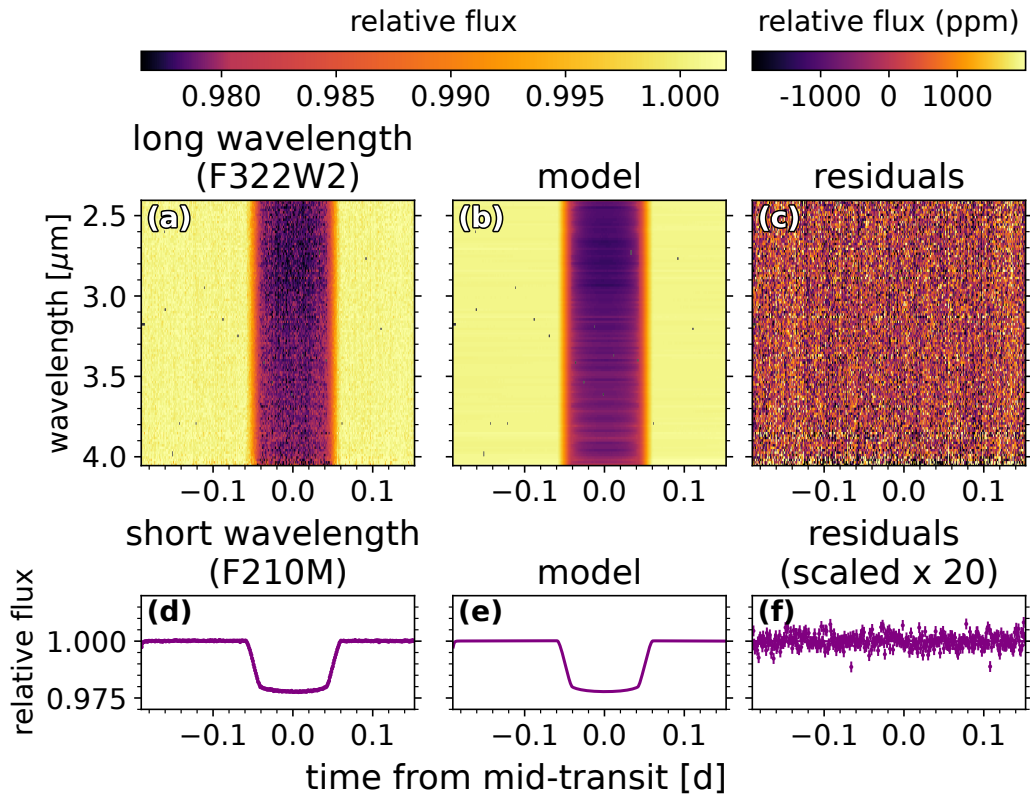 relative flux
relative flux (ppm)
0.980 0.985 0.990 0.995 1.000
-1000 0 1000
long wavelength
(F322W2)
model
residuals
(a)
(b)
(c)
wavelength [μm]
2.5
3.0
3.5
4.0
−0.1 0.0 0.1
−0.1 0.0 0.1
−0.1 0.0 0.1
short wavelength
(F210M)
model
residuals
(scaled x 20)
(d)
(e)
(f)
relative flux
1.000
0.975
−0.1 0.0 0.1
−0.1 0.0 0.1
−0.1 0.0 0.1
time from mid-transit [d]